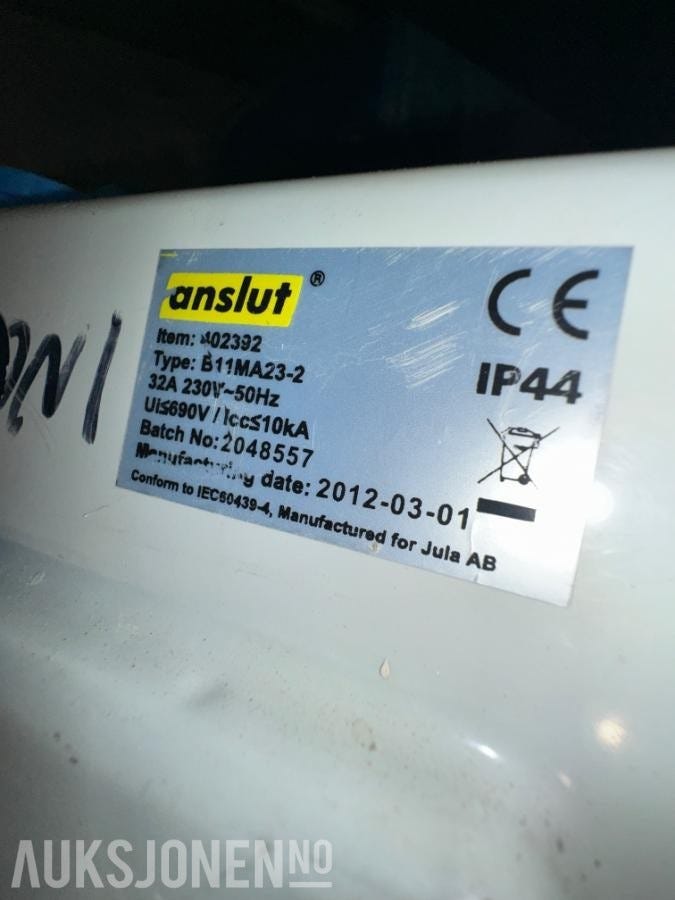 anslut ®
Item: 402392
Type: B11MA23-2
32A 230V~50Hz
Ui≤690V / Icc≤10kA
Batch No: 2048557
Manufacturing date: 2012-03-01
Conform to IEC60439-4, Manufactured for Jula AB
CE
IP44
AUKSJONEN.NO